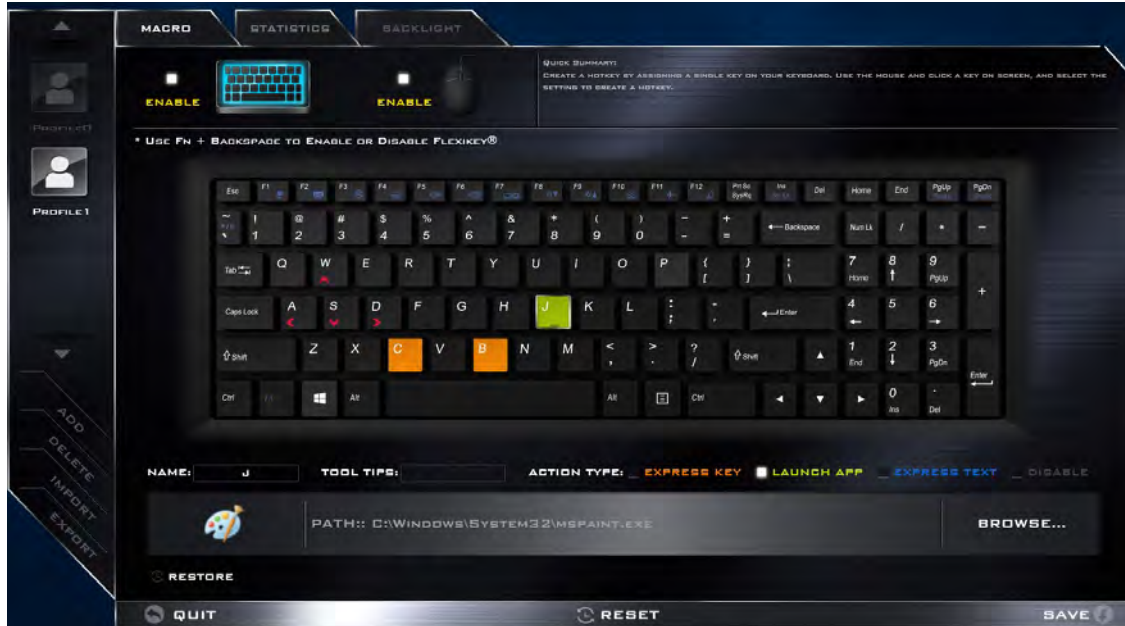 MACRO STATISTICS BACKLIGHT
QUICK SUMMARY:
CREATE A HOTKEY BY ASSIGNING A SINGLE KEY ON YOUR KEYBOARD. USE THE MOUSE AND CLICK A KEY ON SCREEN, AND SELECT THE
SETTING TO CREATE A HOTKEY.
ENABLE ENABLE
PROFILE0
PROFILE1
* USE FN + BACKSPACE TO ENABLE OR DISABLE FLEXIKEY®
Esc F1 F2 F3 F4 F5 F6 F7 F8 F9 F10 F11 F12 Prt Sc SysRq Ins Del Home End PgUp PgDn
~ ` ! 1 @ 2 # 3 $ 4 % 5 ^ 6 & 7 * 8 ( 9 ) 0 - + = Backspace Num Lk / * -
Tab Q W E R T Y U I O P { [ } ] \ 7 Home 8 9 PgUp +
Caps Lock A S D F G H J K L : ; Enter 4 5 6
Shift Z X C V B N M < , > . ? / Shift 1 End 2 3 PgDn Enter
Ctrl Alt Alt Ctrl 0 Ins . Del
ADD
DELETE
IMPORT
EXPORT
NAME: J TOOL TIPS: ACTION TYPE: EXPRESS KEY LAUNCH APP EXPRESS TEXT DISABLE
PATH:: C:\WINDOWS\SYSTEM32\MSPAINT.EXE BROWSE...
RESTORE
QUIT RESET SAVE